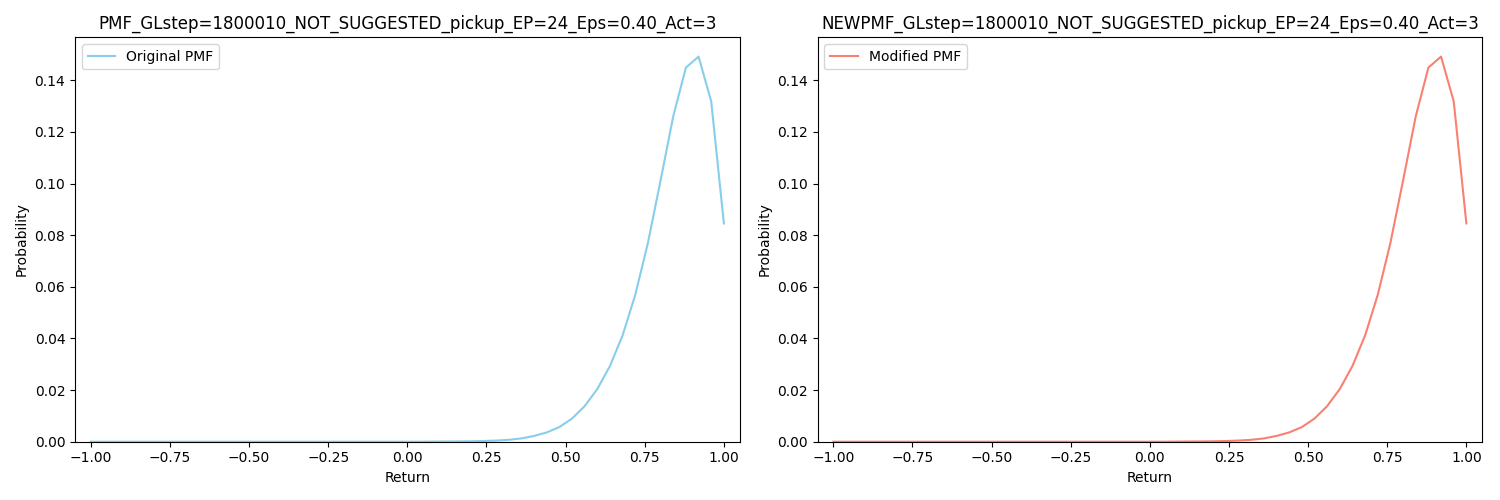 PMF_GLstep=1800010_NOT_SUGGESTED_pickup_EP=24_Eps=0.40_Act=3
Original PMF
0.14
0.12
0.10
0.08
0.06
0.04
0.02
0.00
Probability
−1.00 −0.75 −0.50 −0.25 0.00 0.25 0.50 0.75 1.00
Return
NEWPMF_GLstep=1800010_NOT_SUGGESTED_pickup_EP=24_Eps=0.40_Act=3
Modified PMF
0.14
0.12
0.10
0.08
0.06
0.04
0.02
0.00
Probability
−1.00 −0.75 −0.50 −0.25 0.00 0.25 0.50 0.75 1.00
Return